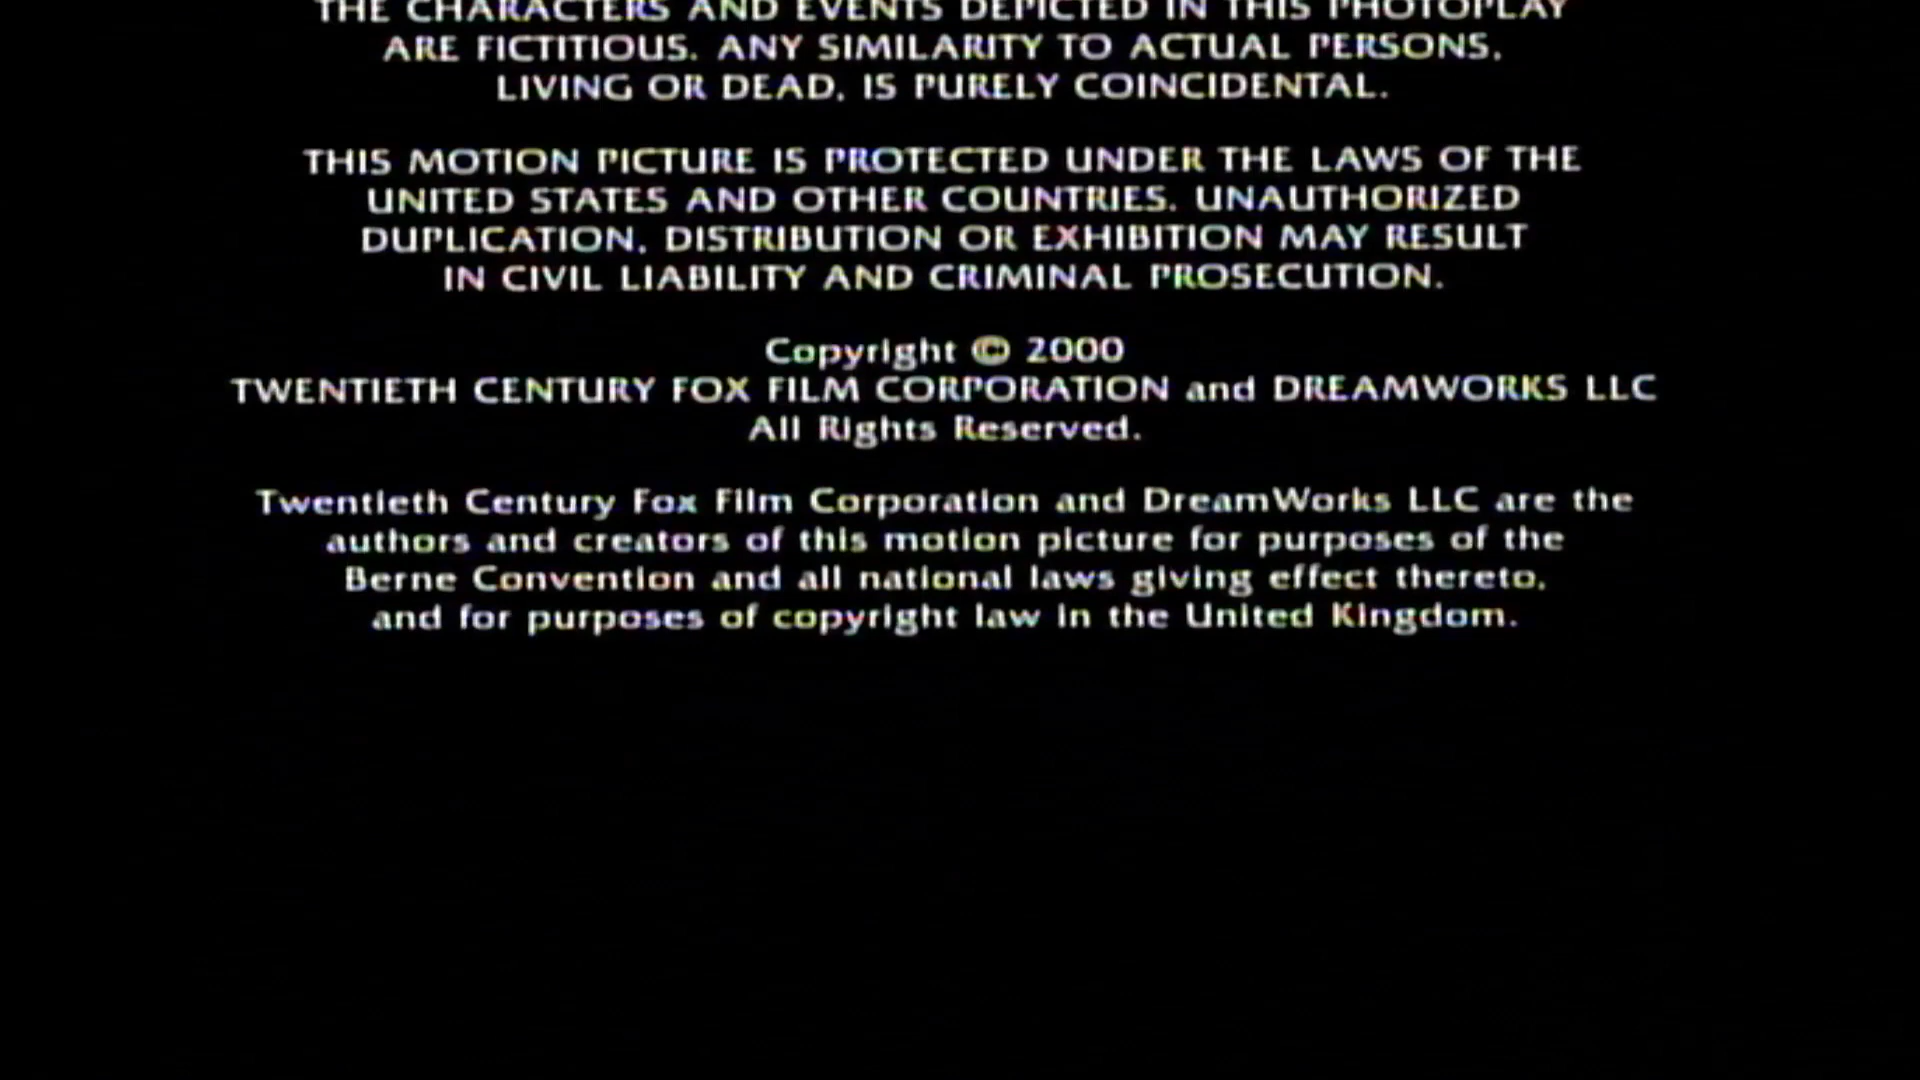 THE CHARACTERS AND EVENTS DEPICTED IN THIS PHOTOPLAY
ARE FICTITIOUS. ANY SIMILARITY TO ACTUAL PERSONS,
LIVING OR DEAD, IS PURELY COINCIDENTAL.
THIS MOTION PICTURE IS PROTECTED UNDER THE LAWS OF THE
UNITED STATES AND OTHER COUNTRIES. UNAUTHORIZED
DUPLICATION, DISTRIBUTION OR EXHIBITION MAY RESULT
IN CIVIL LIABILITY AND CRIMINAL PROSECUTION.
Copyright © 2000
TWENTIETH CENTURY FOX FILM CORPORATION and DREAMWORKS LLC
All Rights Reserved.
Twentieth Century Fox Film Corporation and DreamWorks LLC are the
authors and creators of this motion picture for purposes of the
Berne Convention and all national laws giving effect thereto,
and for purposes of copyright law in the United Kingdom.